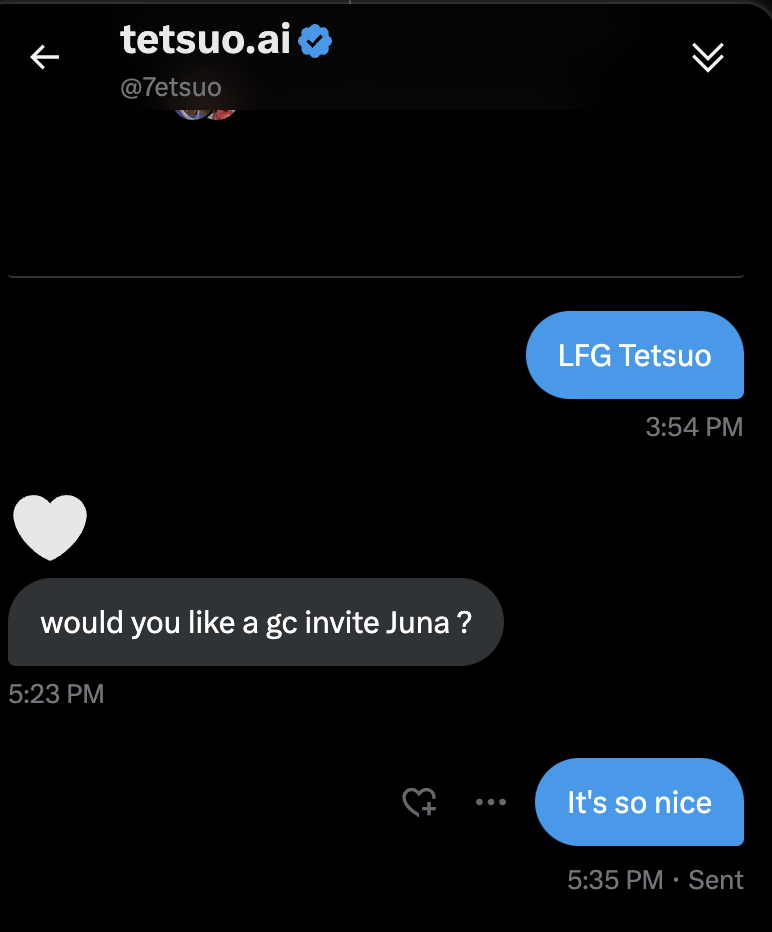 tetsuo.ai
@7etsuo
LFG Tetsuo
3:54 PM
would you like a gc invite Juna ?
5:23 PM
It's so nice
5:35 PM · Sent